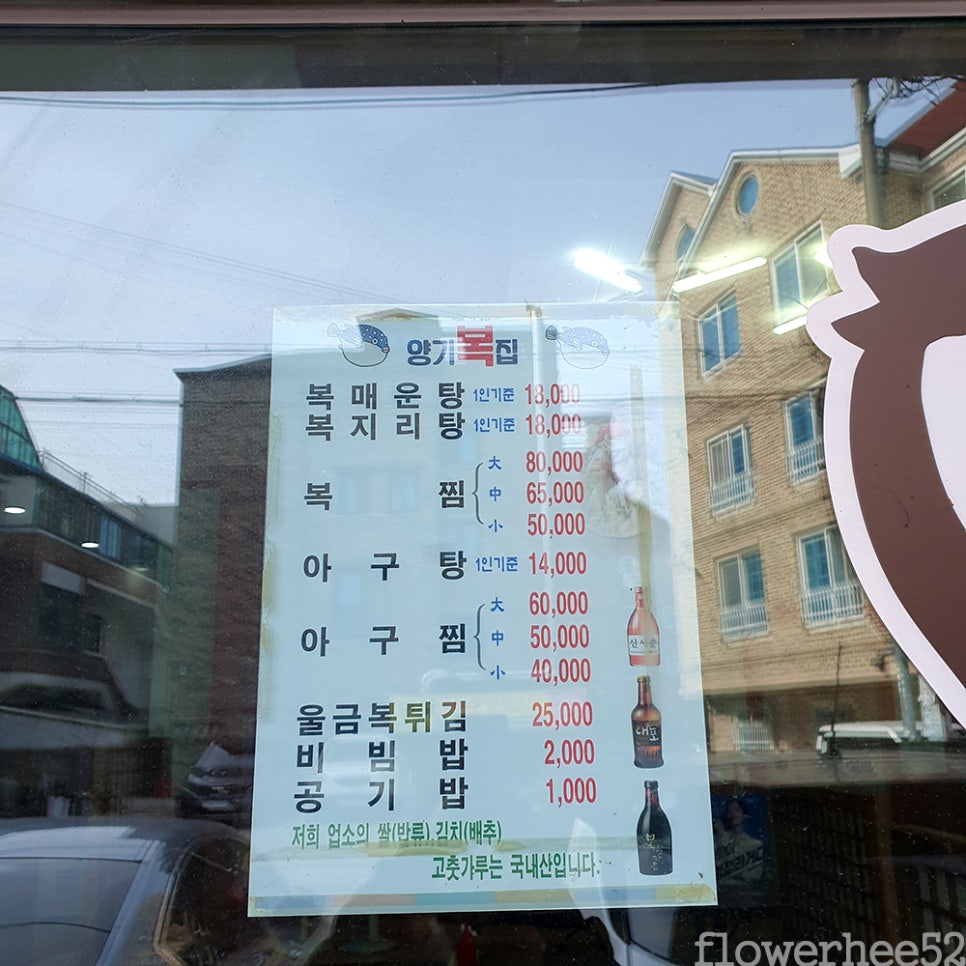 양기복집
복매운탕 1인기준 18,000
복지리탕 1인기준 18,000
大 80,000
복찜 中 65,000
小 50,000
아구탕 1인기준 14,000
大 60,000
아구찜 中 50,000
小 40,000
울금복튀김 25,000
비빔밥 2,000
공기밥 1,000
저희 업소의 쌀(밥류),김치(배추)
고춧가루는 국내산입니다.
산사춘
대포
flowerhee52